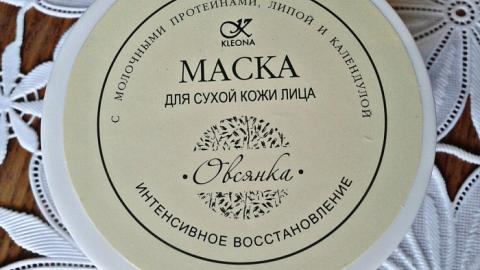 С МОЛОЧНЫМИ ПРОТЕИНАМИ, ЛИПОЙ И КАЛЕНДУЛОЙ
KLEONA
МАСКА
ДЛЯ СУХОЙ КОЖИ ЛИЦА
• Овсянка •
ИНТЕНСИВНОЕ ВОССТАНОВЛЕНИЕ